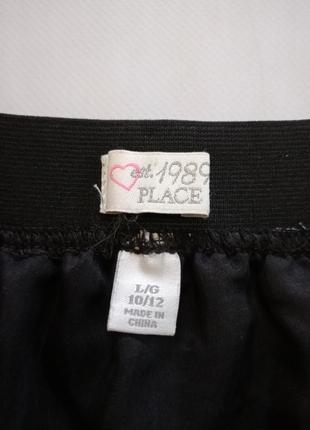 est. 1989
PLACE
L/G
10/12
MADE IN
CHINA